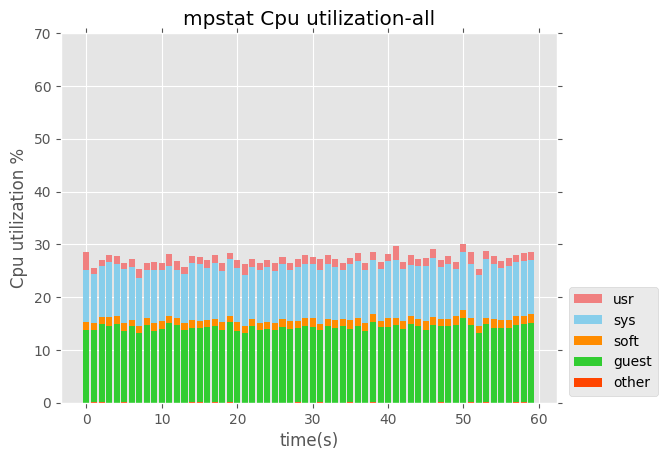 mpstat Cpu utilization-all
Cpu utilization %
70
60
50
40
30
20
10
0
0 10 20 30 40 50 60
time(s)
usr
sys
soft
guest
other